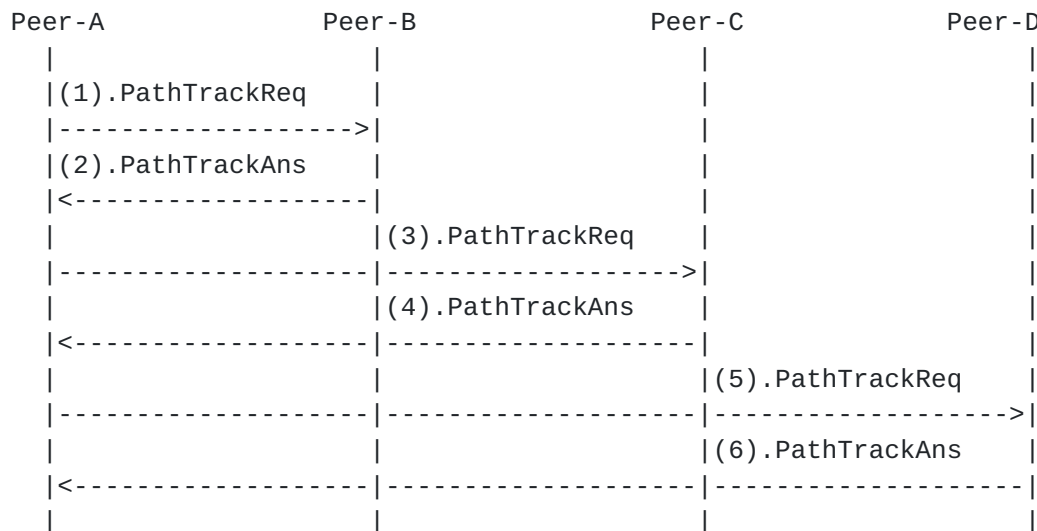 Peer-A Peer-B Peer-C Peer-D
(1).PathTrackReq
(2).PathTrackAns
(3).PathTrackReq
(4).PathTrackAns
(5).PathTrackReq
(6).PathTrackAns